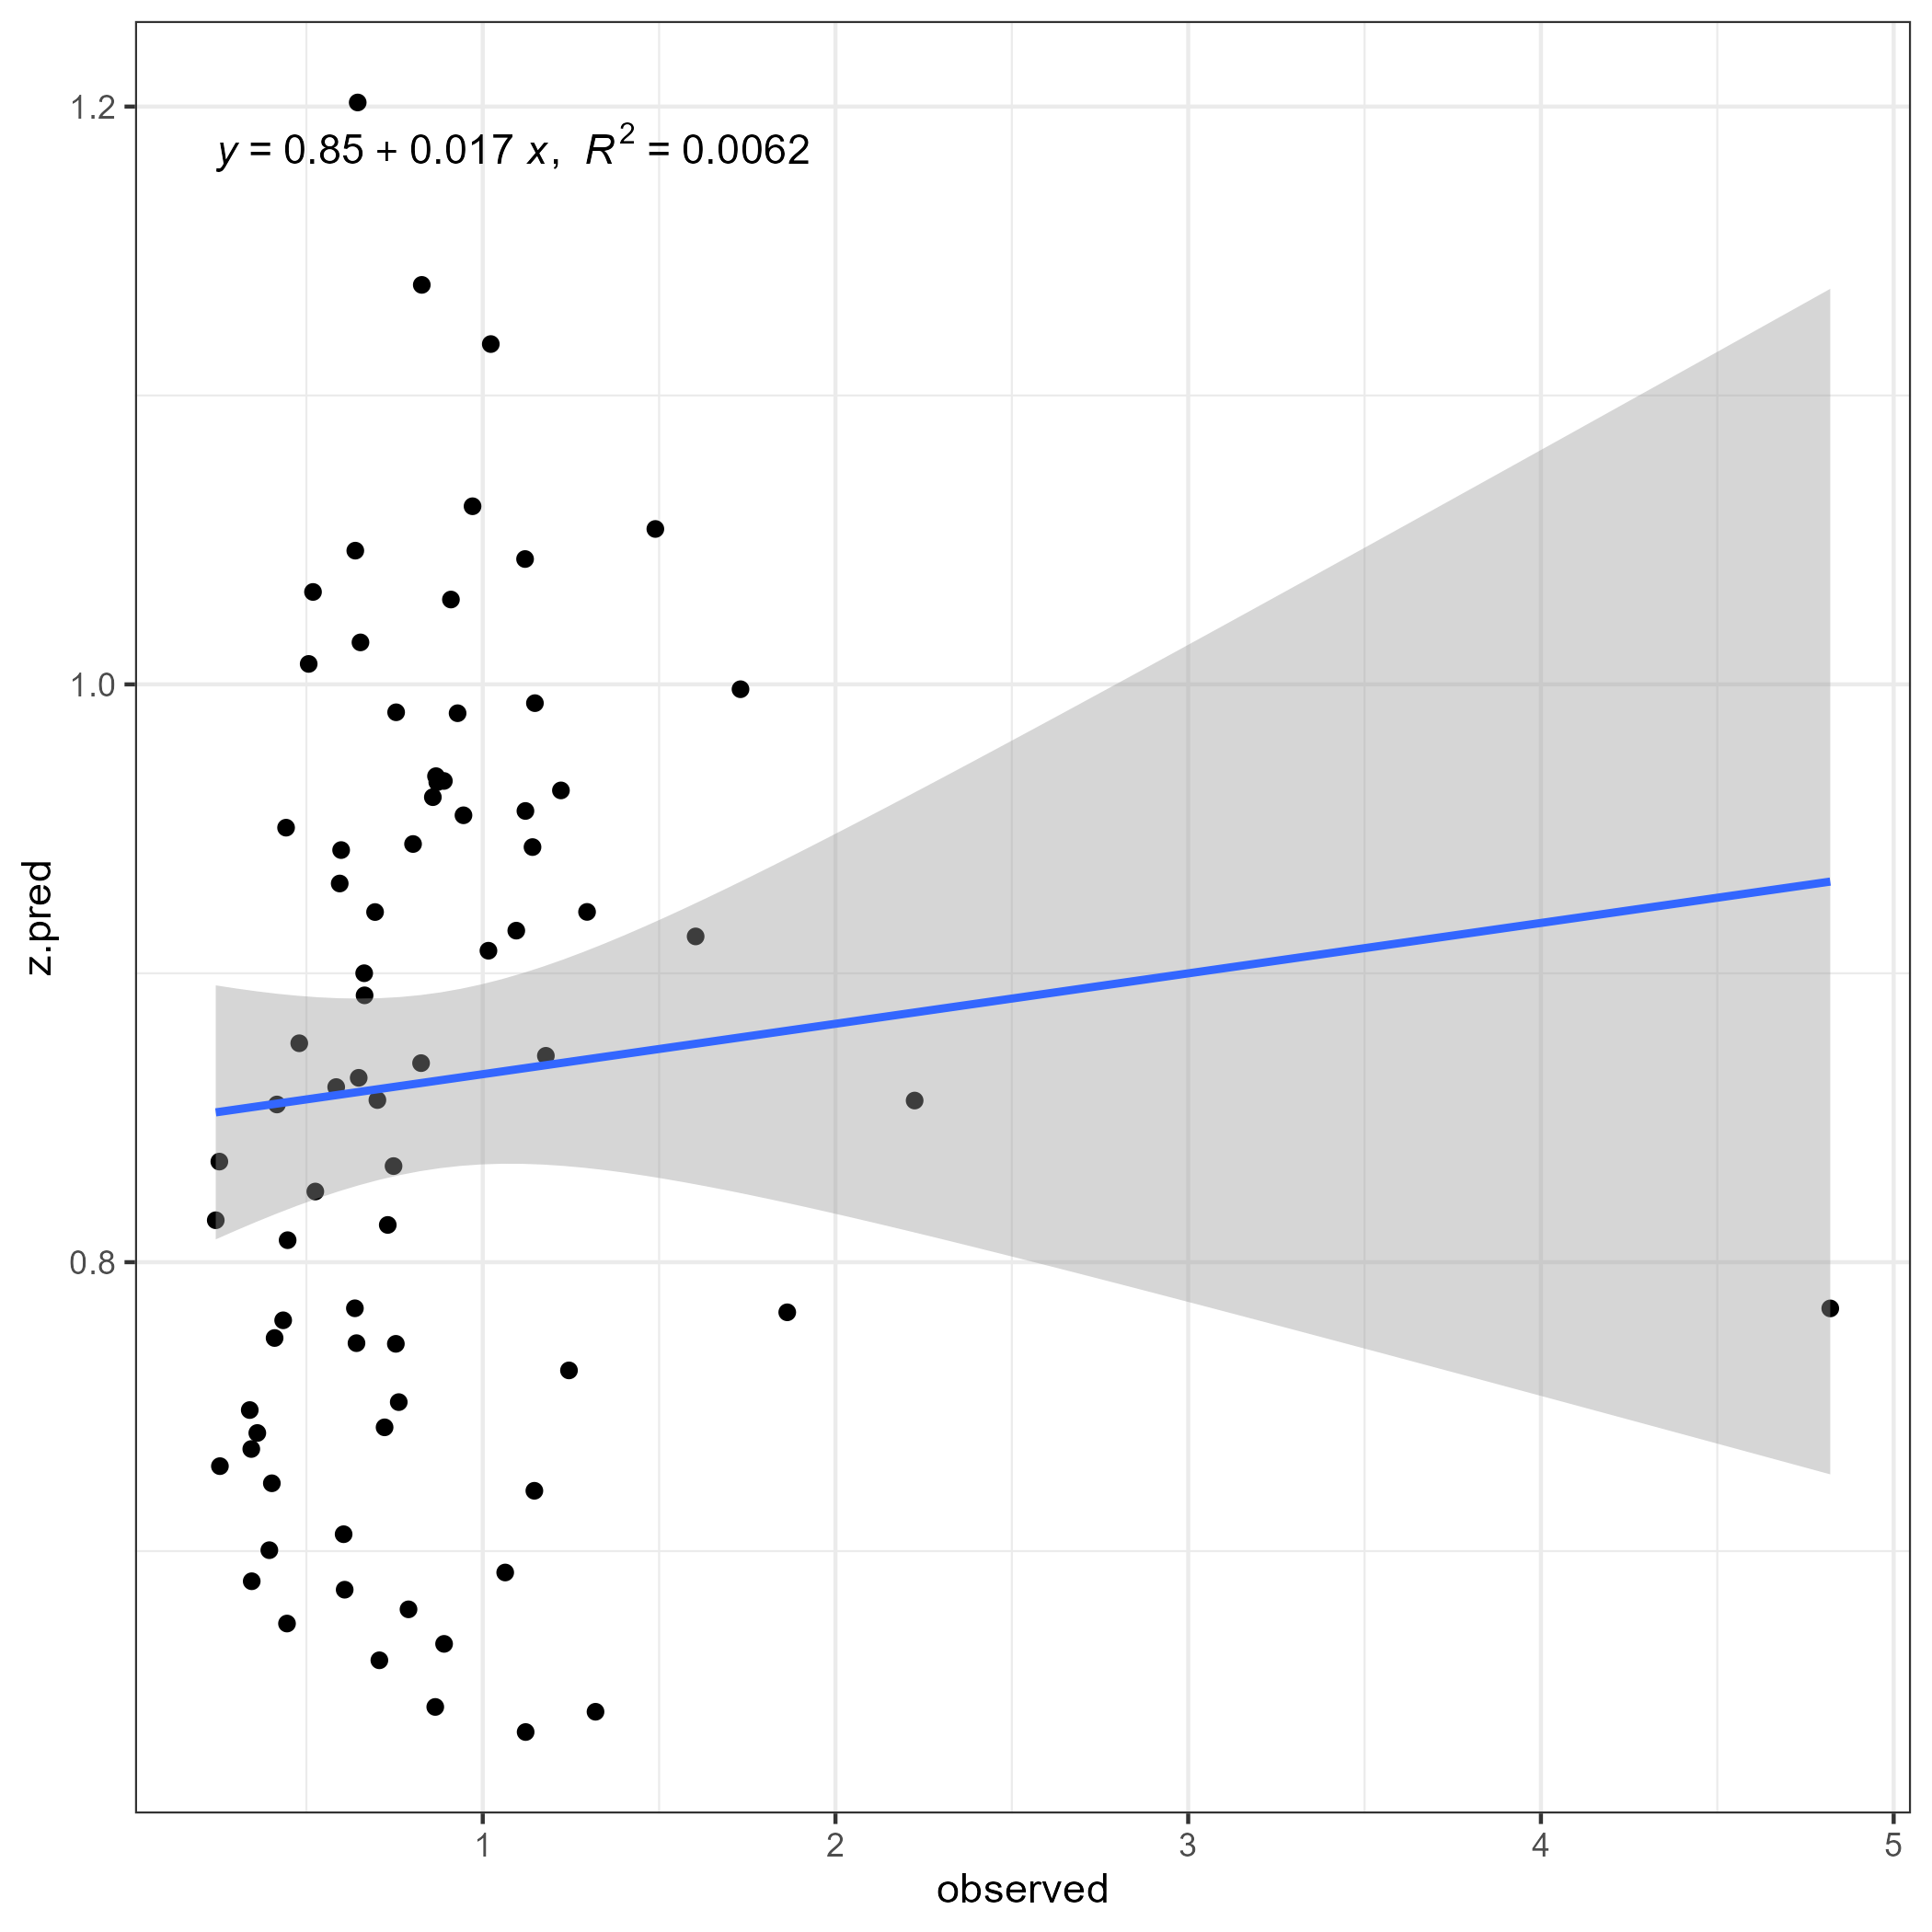 1.2
y = 0.85 + 0.017 x, R² = 0.0062
1.0
z.pred
0.8
1 2 3 4 5
observed